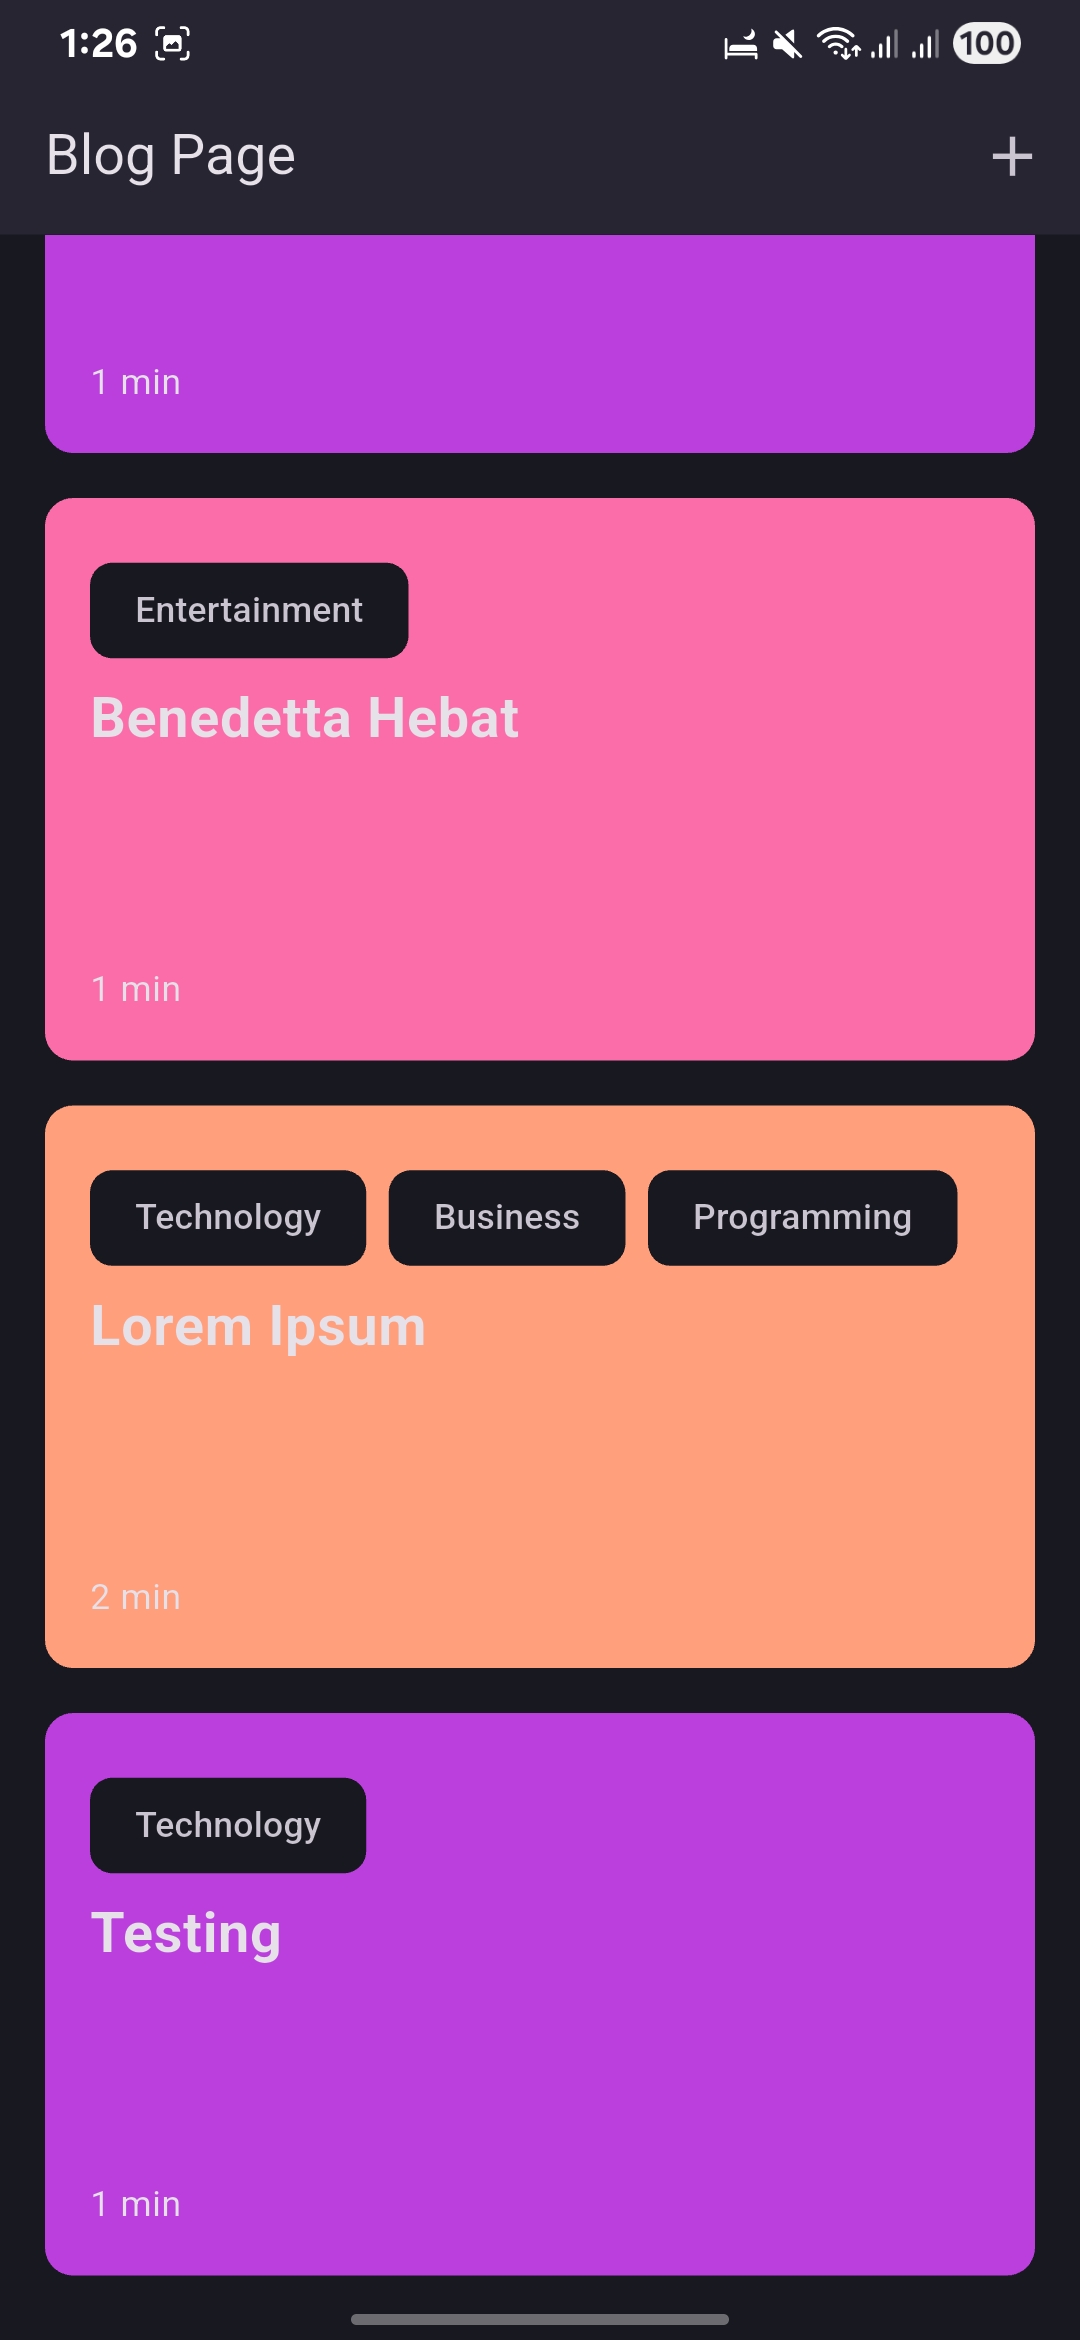 1:26 100
Blog Page +
1 min
Entertainment
Benedetta Hebat
1 min
Technology Business Programming
Lorem Ipsum
2 min
Technology
Testing
1 min